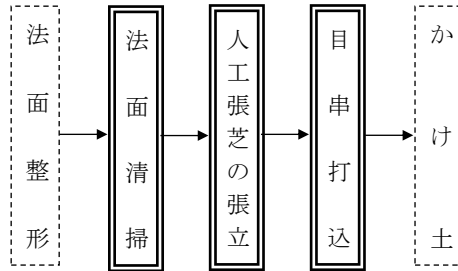 法面整形
法面清掃
人工張芝の張立
目串打込
かけ土